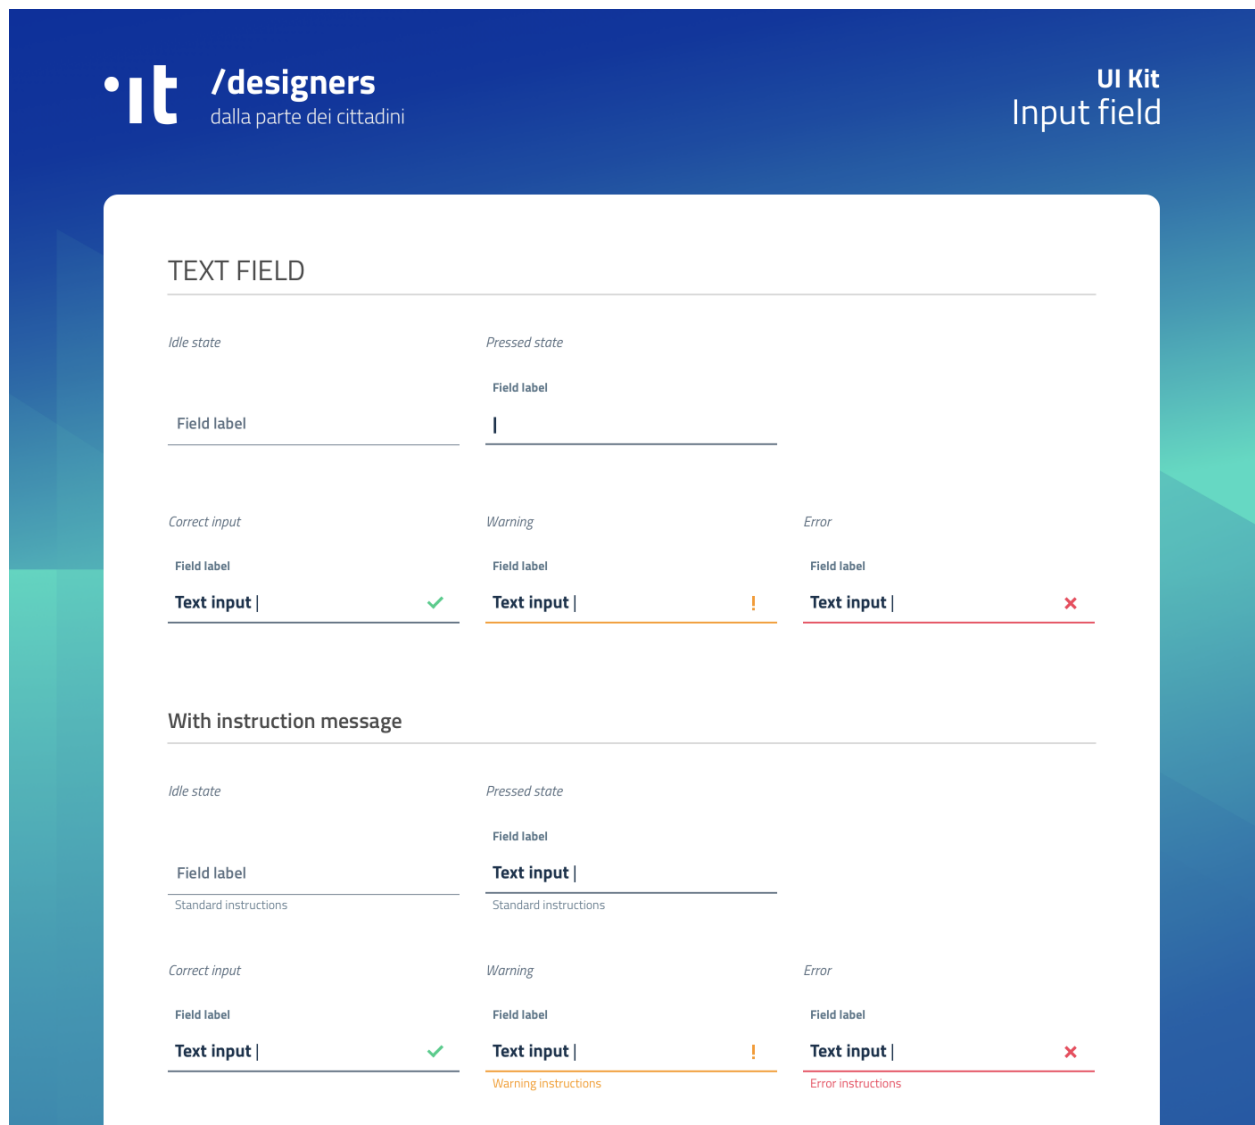 it
/designers
dalla parte dei cittadini
UI Kit
Input field
TEXT FIELD
Idle state
Pressed state
Field label
Field label
Correct input
Warning
Error
Field label
Field label
Field label
Text input
Text input
!
Text input
With instruction message
Idle state
Pressed state
Field label
Field label
Text input
Standard instructions
Standard instructions
Correct input
Warning
Error
Field label
Field label
Field label
Text input
Text input
!
Text input
Warning instructions
Error instructions